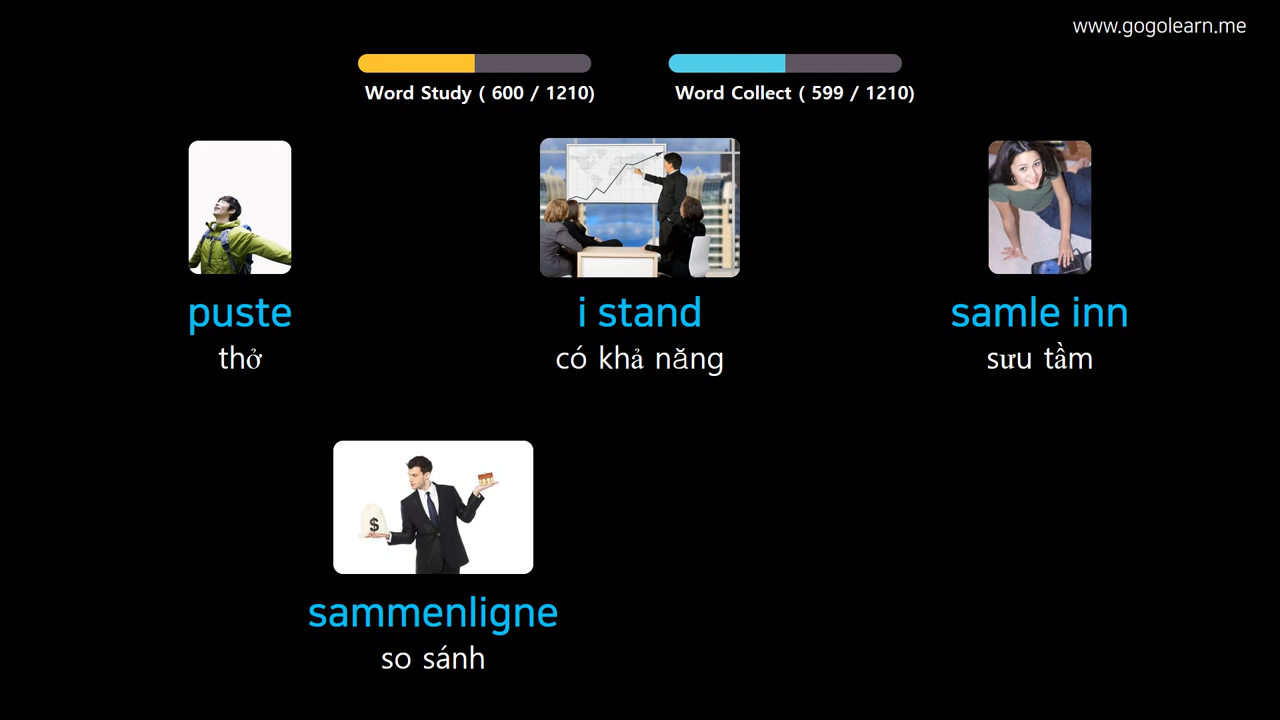 www.gogolearn.me
Word Study ( 600 / 1210)
Word Collect ( 599 / 1210)
puste
thở
i stand
có khả năng
samle inn
sưu tầm
$
sammenligne
so sánh